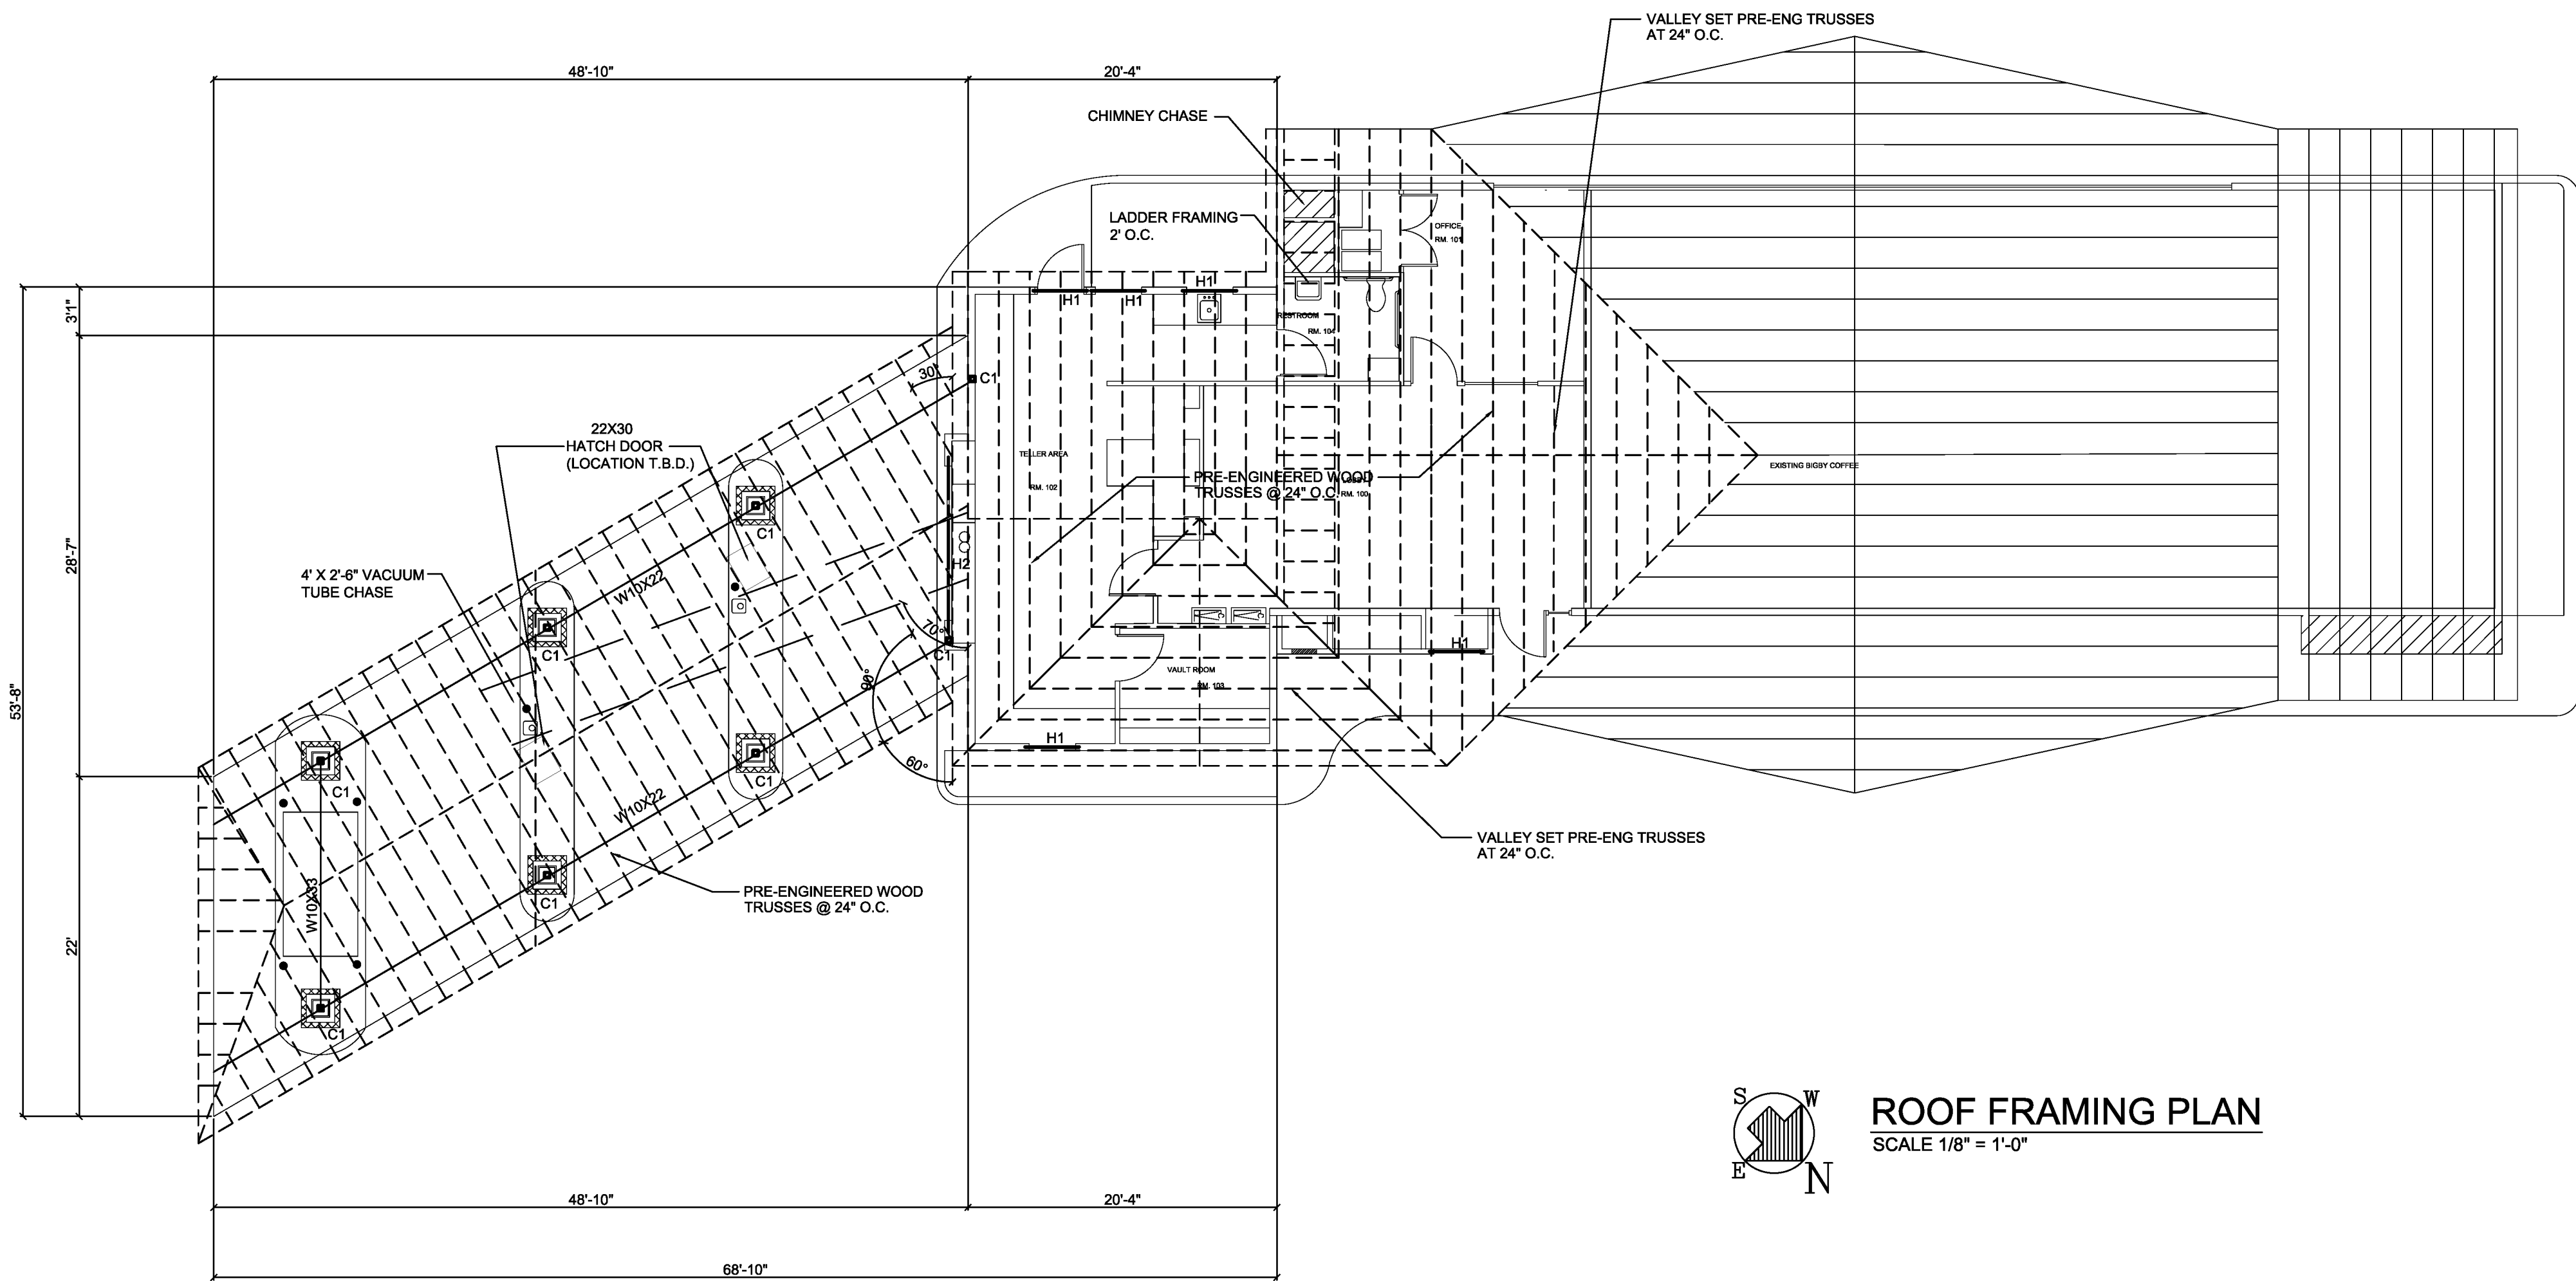 VALLEY SET PRE-ENG TRUSSES
AT 24" O.C.
48'-10"
20'-4"
CHIMNEY CHASE
LADDER FRAMING
2' O.C.
OFFICE
RM. 101
H1
H1
H1
3'1"
RESTROOM
RM. 104
30°
C1
22X30
HATCH DOOR
(LOCATION T.B.D.)
TELLER AREA
RM. 102
PRE-ENGINEERED WOOD
TRUSSES @ 24" O.C.
RM. 100
EXISTING BIGBY COFFEE
C1
28'-7"
H2
4' X 2'-6" VACUUM
TUBE CHASE
W10X22
C1
70°
C1
H1
90°
VAULT ROOM
RM. 103
53'-8"
H1
60°
C1
C1
W10X22
VALLEY SET PRE-ENG TRUSSES
AT 24" O.C.
PRE-ENGINEERED WOOD
TRUSSES @ 24" O.C.
C1
W10X33
22'
C1
S
W
E
N
ROOF FRAMING PLAN
SCALE 1/8" = 1'-0"
48'-10"
20'-4"
68'-10"